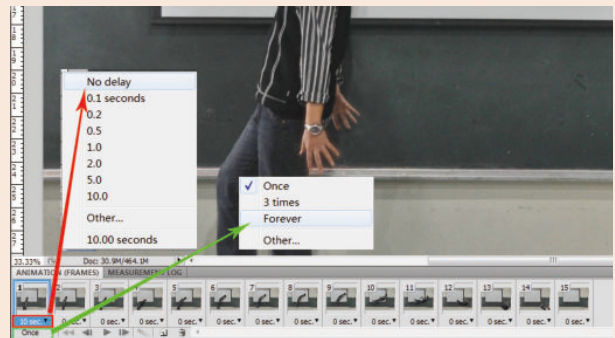 No delay
0.1 seconds
0.2
0.5
1.0
2.0
5.0
10.0
Other...
10.00 seconds
Once
3 times
Forever
Other...
33.33% Doc: 30.9M/464.1M
ANIMATION (FRAMES) MEASUREMENT LOG
1 2 3 4 5 6 7 8 9 10 11 12 13 14 15
10 sec. 0 sec. 0 sec. 0 sec. 0 sec. 0 sec. 0 sec. 0 sec. 0 sec. 0 sec. 0 sec. 0 sec. 0 sec. 0 sec. 0 sec.
Once